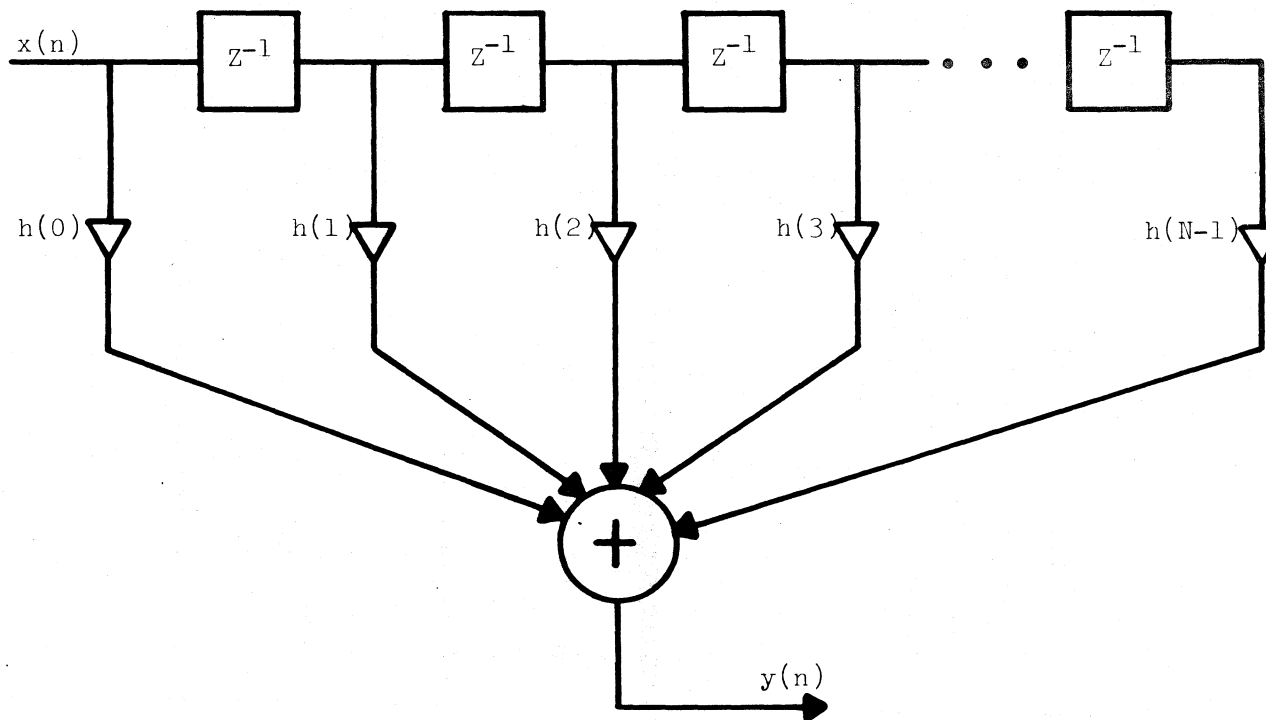 x(n)
Z⁻¹
Z⁻¹
Z⁻¹
Z⁻¹
h(0)
h(1)
h(2)
h(3)
h(N-1)
+
y(n)